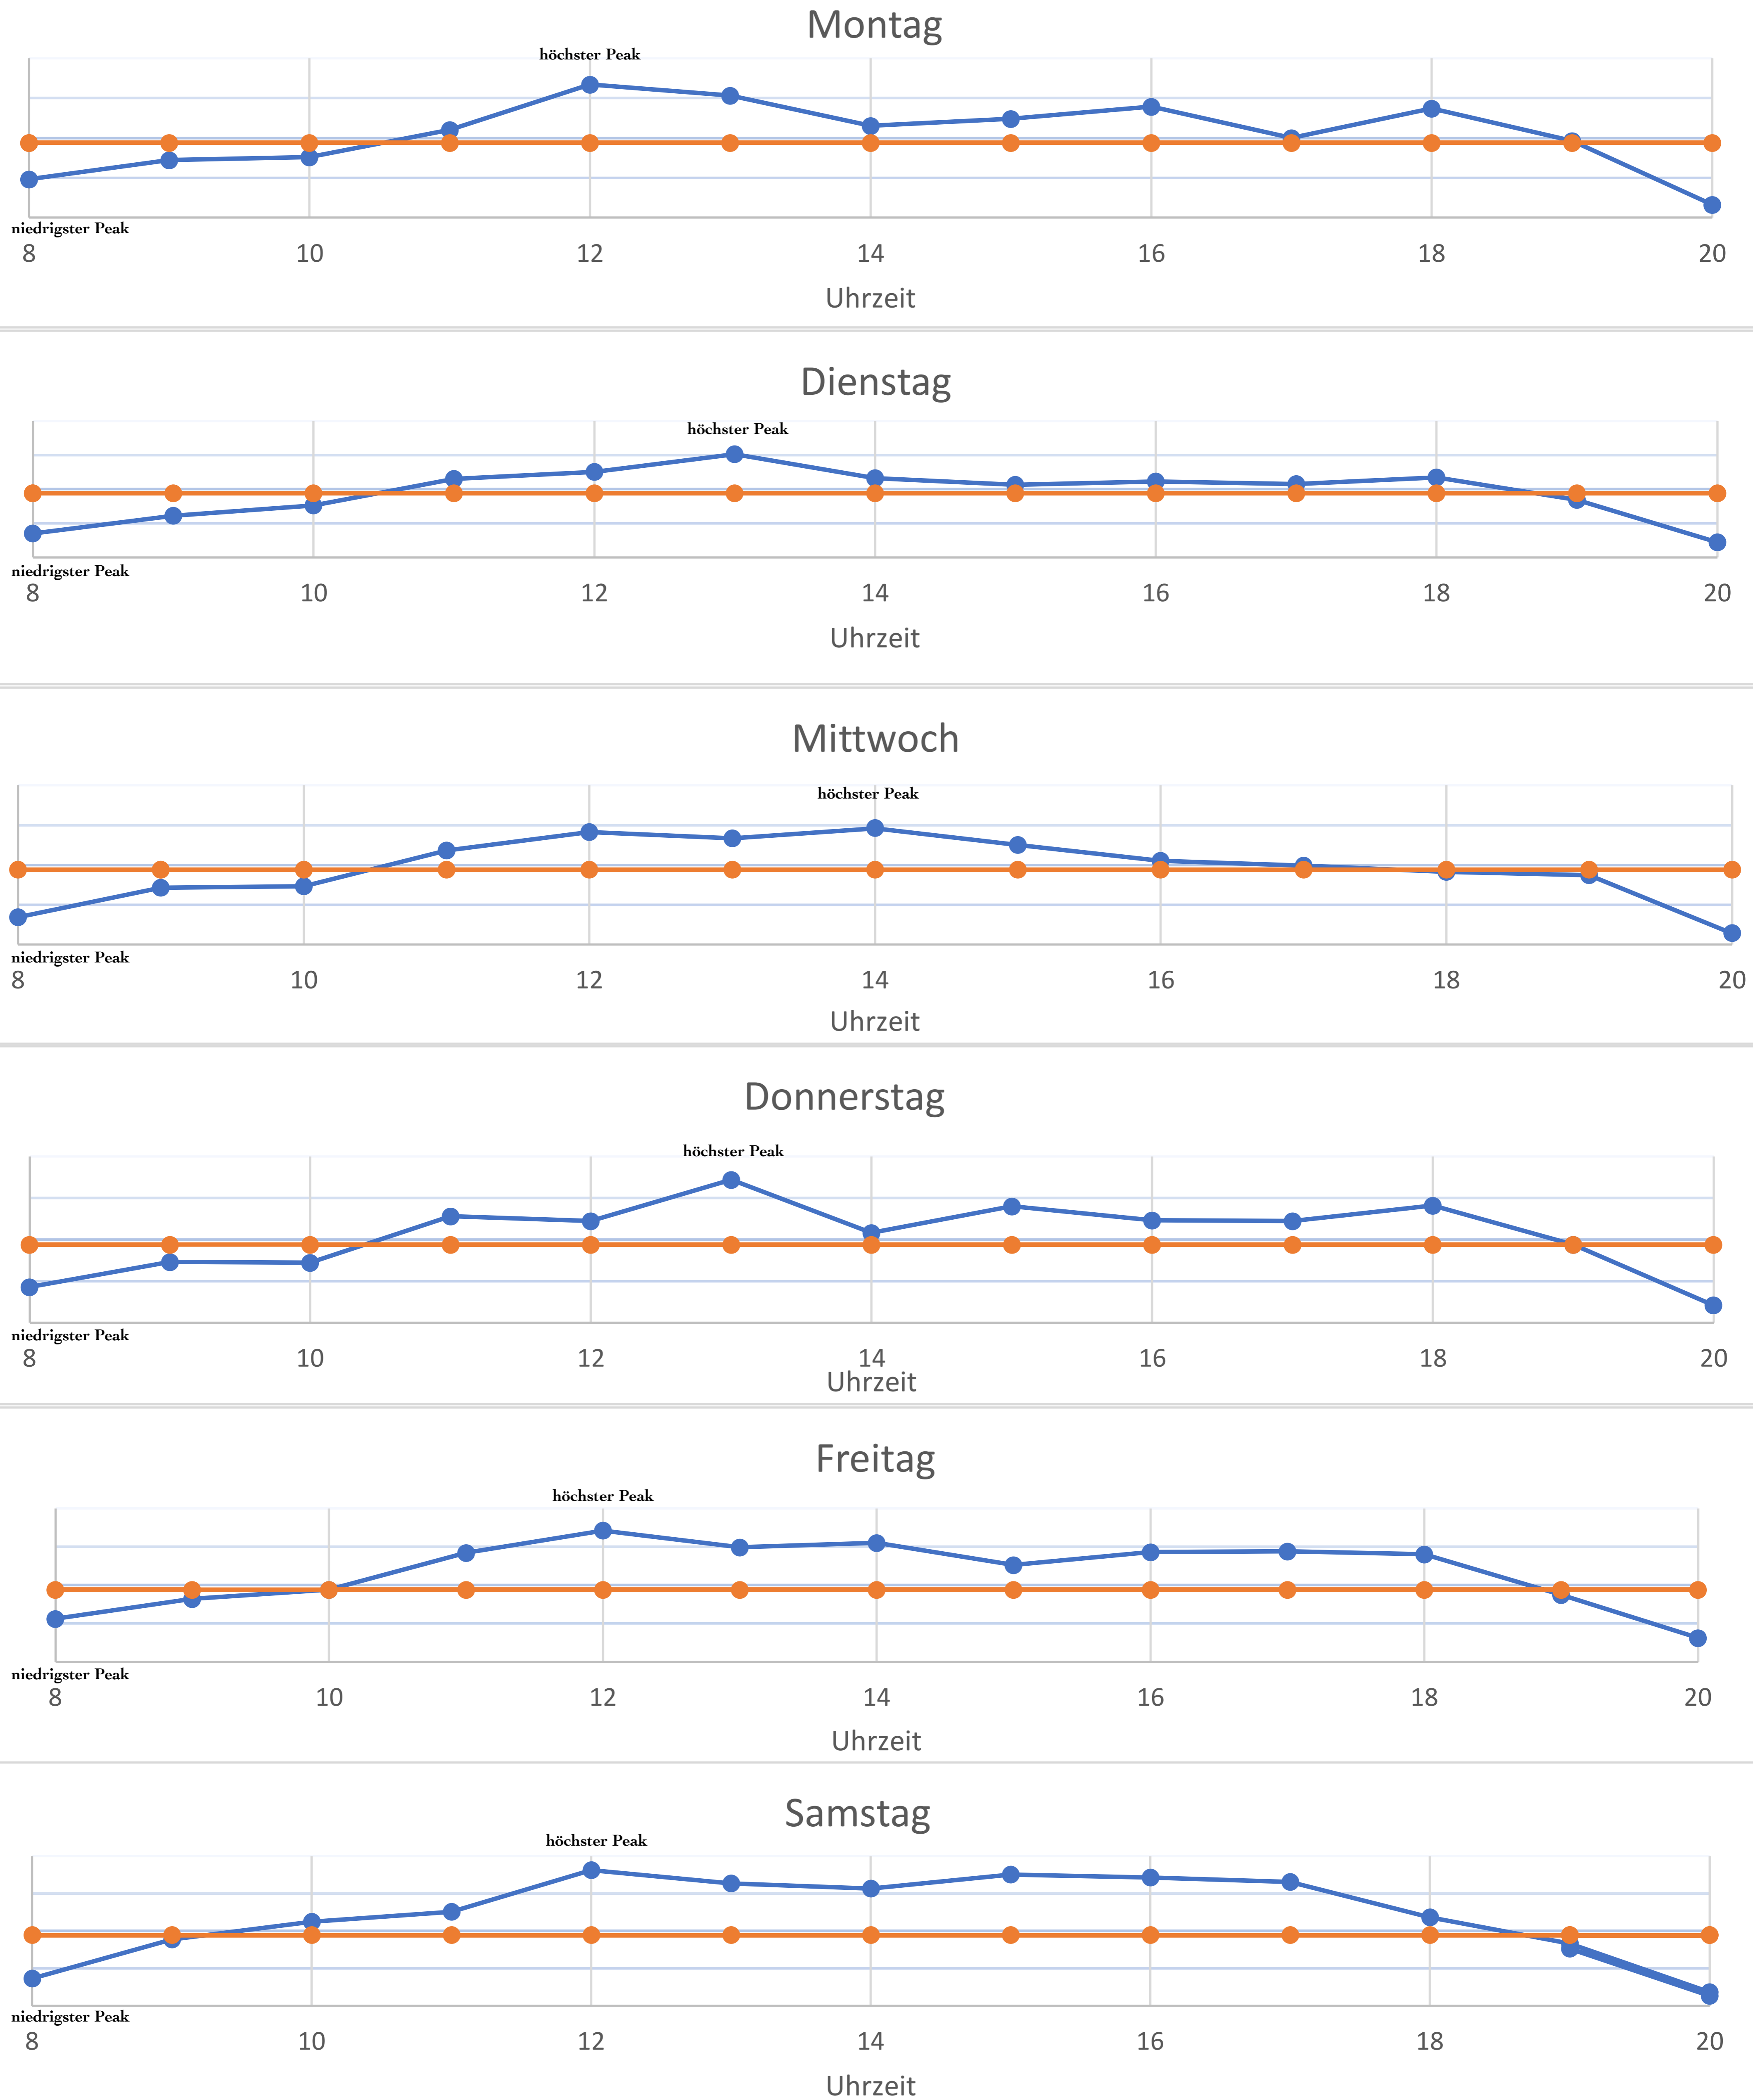 Montag
höchster Peak
niedrigster Peak
8 10 12 14 16 18 20
Uhrzeit
Dienstag
höchster Peak
niedrigster Peak
8 10 12 14 16 18 20
Uhrzeit
Mittwoch
höchster Peak
niedrigster Peak
8 10 12 14 16 18 20
Uhrzeit
Donnerstag
höchster Peak
niedrigster Peak
8 10 12 14 16 18 20
Uhrzeit
Freitag
höchster Peak
niedrigster Peak
8 10 12 14 16 18 20
Uhrzeit
Samstag
höchster Peak
niedrigster Peak
8 10 12 14 16 18 20
Uhrzeit